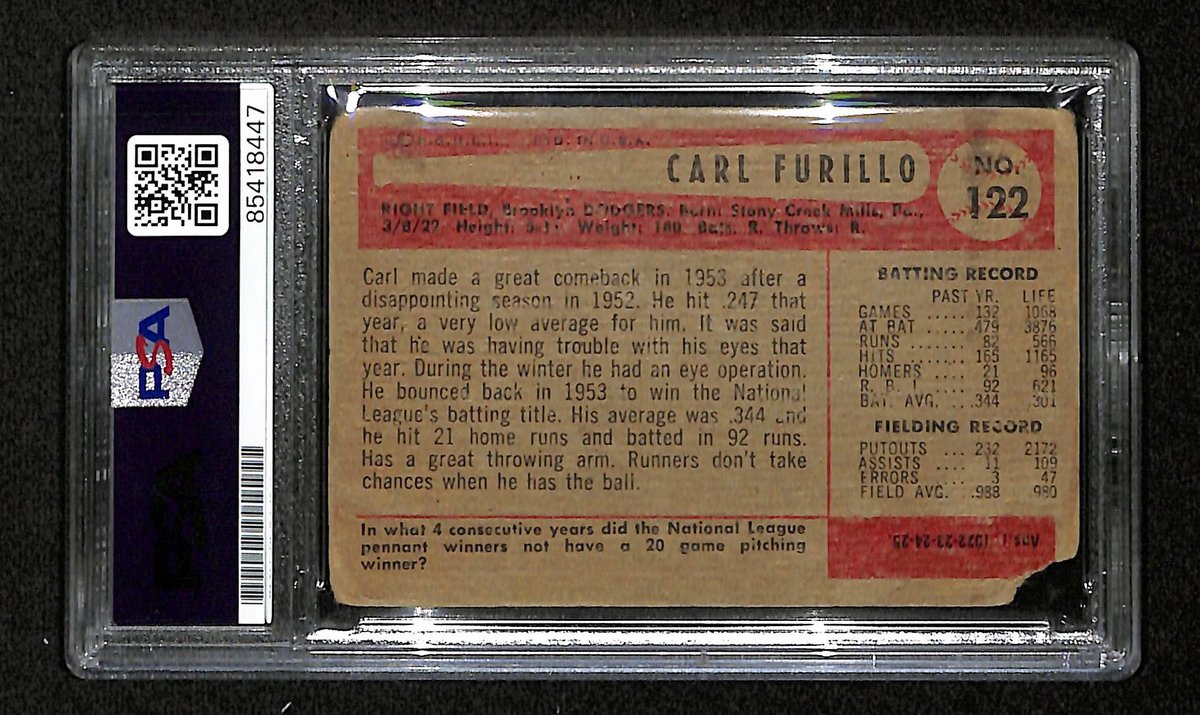 85418447
PSA
PTD. IN U.S.A.
CARL FURILLO
NO.
122
RIGHT FIELD, Brooklyn DODGERS. Born: Stony Creek Mills, Pa.,
3/8/22. Height: Weight: Bats. R. Throws: R.
Carl made a great comeback in 1953 after a
disappointing season in 1952. He hit .247 that
year, a very low average for him. It was said
that he was having trouble with his eyes that
year. During the winter he had an eye operation.
He bounced back in 1953 to win the National
League's batting title. His average was .344 and
he hit 21 home runs and batted in 92 runs.
Has a great throwing arm. Runners don't take
chances when he has the ball.
In what 4 consecutive years did the National League
pennant winners not have a 20 game pitching
winner?
BATTING RECORD
PAST YR. LIFE
GAMES ..... 132 1068
AT BAT ..... 479 3876
RUNS ....... 82 566
HITS ....... 165 1165
HOMERS .... 21 96
R. B. I. .... 92 621
BAT. AVG. ...344 .301
FIELDING RECORD
PUTOUTS ... 232 2172
ASSISTS .... 11 109
ERRORS .... 3 47
FIELD AVG. .988 980
Ans.: 1922-23-24-25.